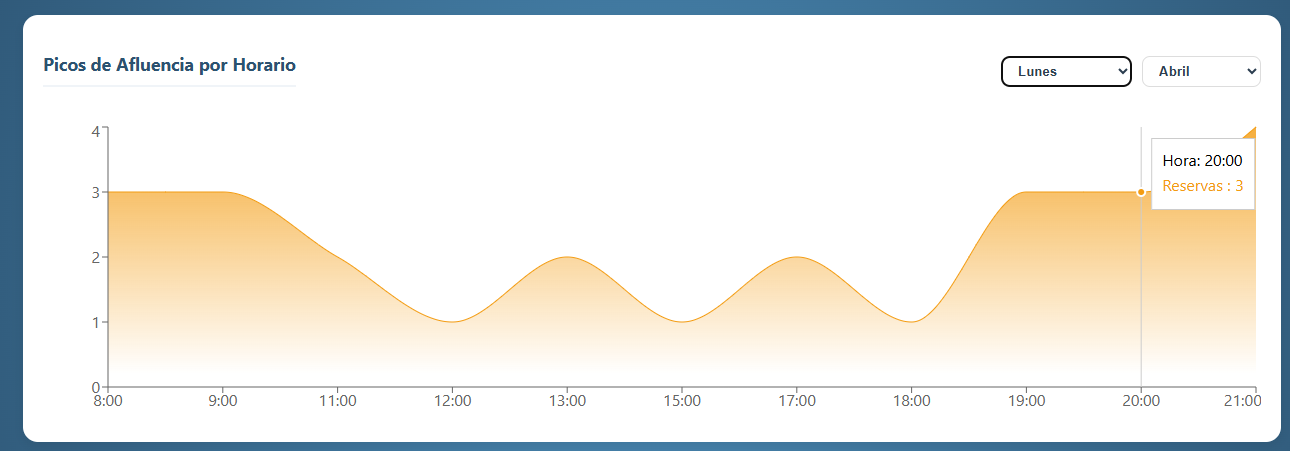 Picos de Afluencia por Horario
Lunes
Abril
4
3
2
1
0
Hora: 20:00
Reservas : 3
8:00 9:00 11:00 12:00 13:00 15:00 17:00 18:00 19:00 20:00 21:00